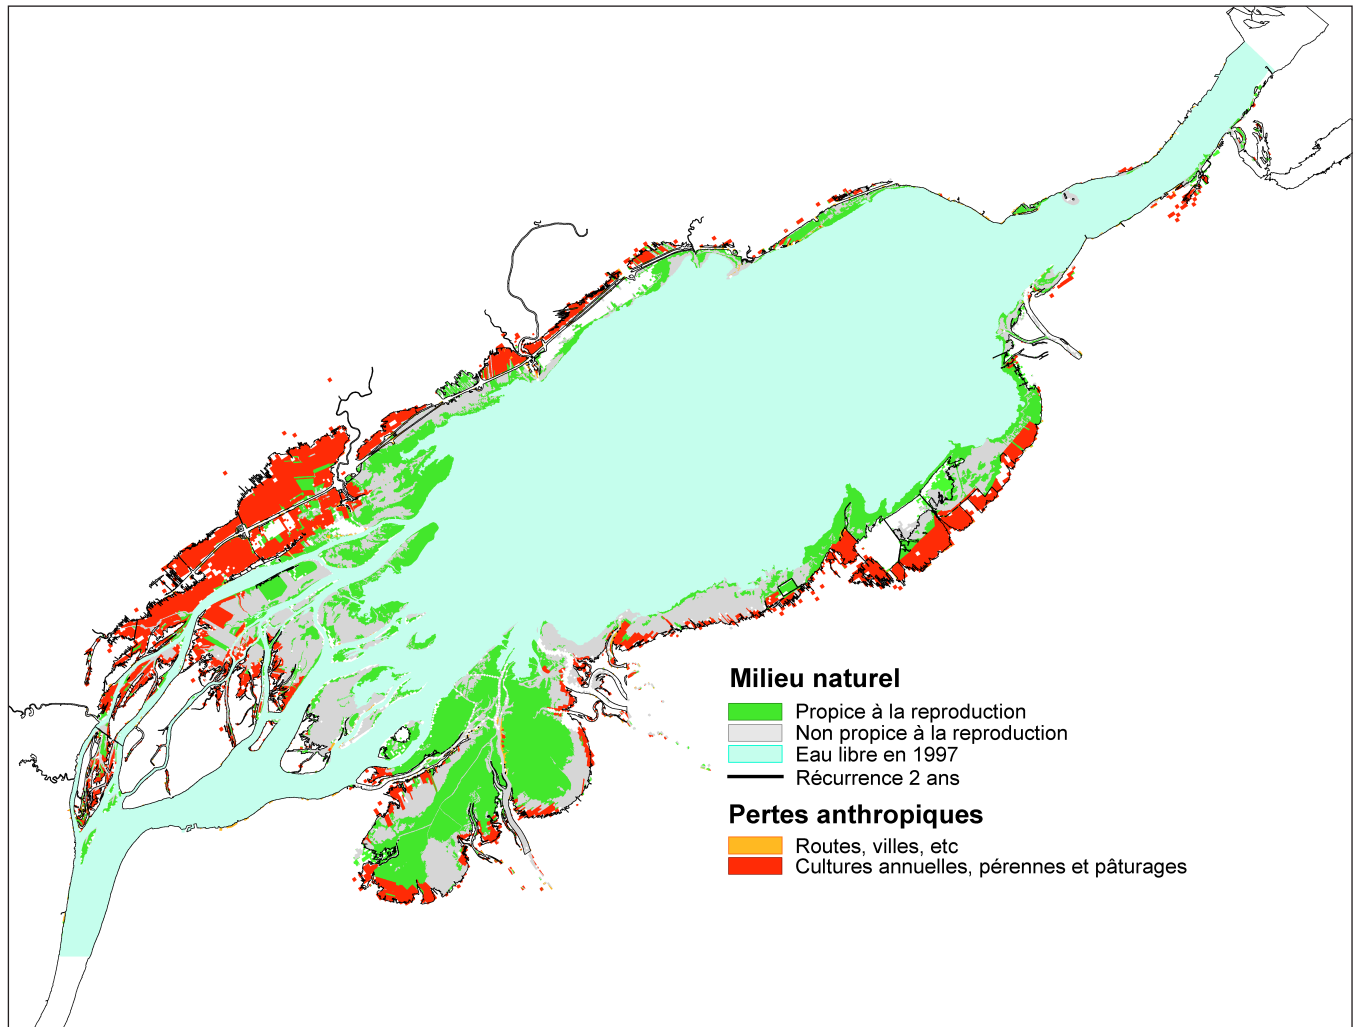 Milieu naturel
Propice à la reproduction
Non propice à la reproduction
Eau libre en 1997
Récurrence 2 ans
Pertes anthropiques
Routes, villes, etc
Cultures annuelles, pérennes et pâturages